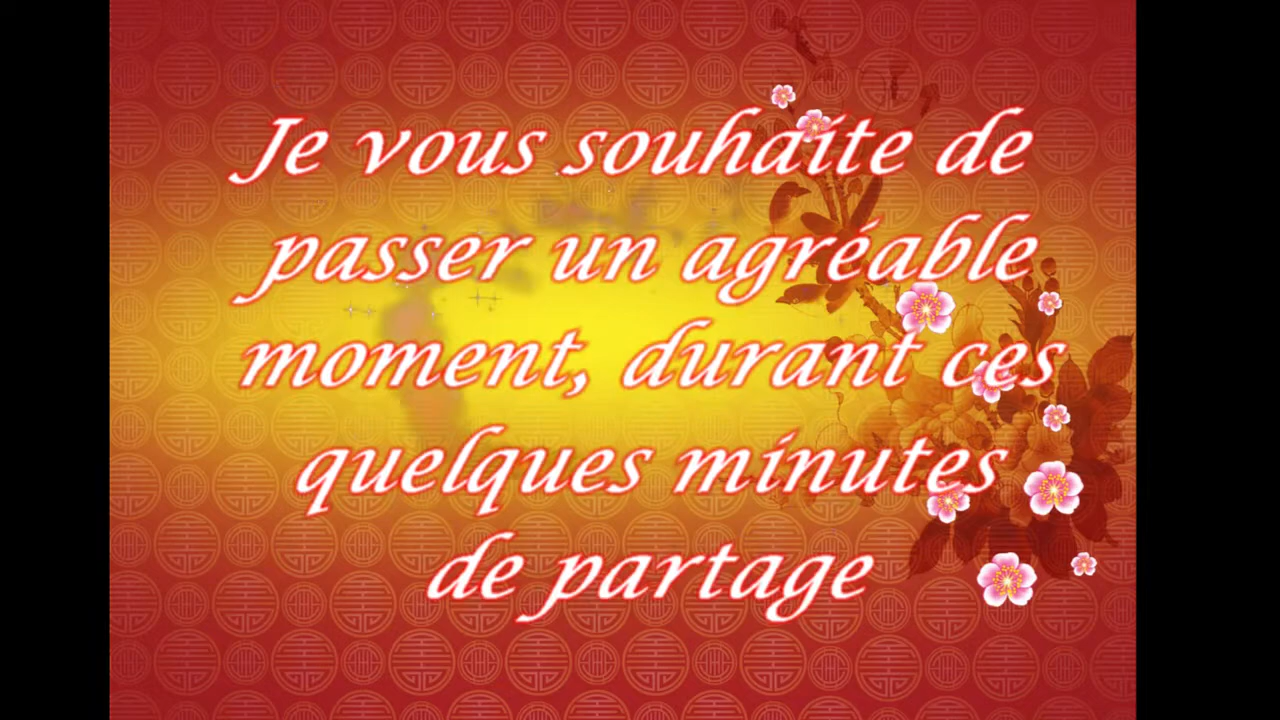 Je vous souhaite de
passer un agréable
moment, durant ces
quelques minutes
de partage